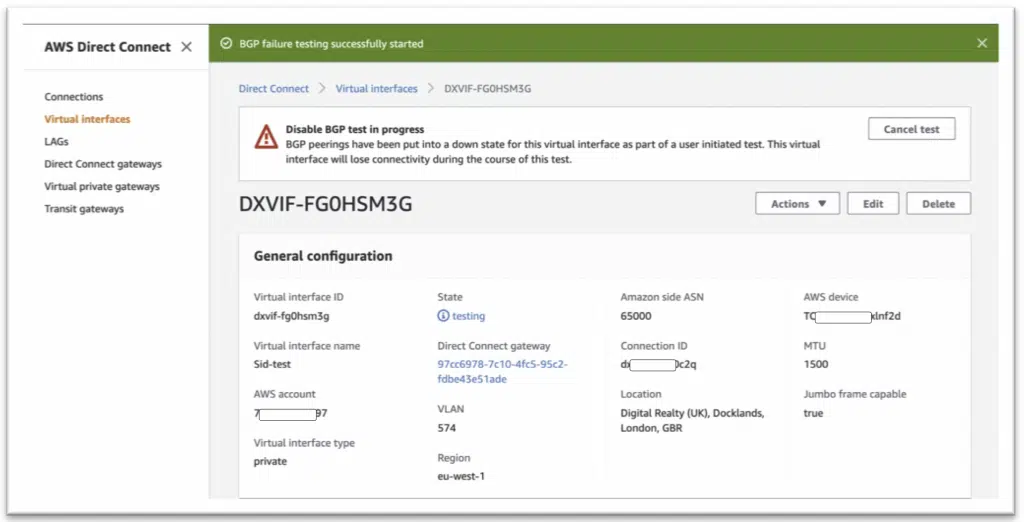 AWS Direct Connect
Connections
Virtual interfaces
LAGs
Direct Connect gateways
Virtual private gateways
Transit gateways
BGP failure testing successfully started
Direct Connect > Virtual interfaces > DXVIF-FG0HSM3G
Disable BGP test in progress
BGP peerings have been put into a down state for this virtual interface as part of a user initiated test. This virtual
interface will lose connectivity during the course of this test.
Cancel test
DXVIF-FG0HSM3G
Actions ▼
Edit
Delete
General configuration
Virtual interface ID
dxvif-fg0hsm3g
Virtual interface name
Sid-test
AWS account
7 97
Virtual interface type
private
State
testing
Direct Connect gateway
97cc6978-7c10-4fc5-95c2-
fdbe43e51ade
VLAN
574
Region
eu-west-1
Amazon side ASN
65000
Connection ID
dx 0c2q
Location
Digital Realty (UK), Docklands,
London, GBR
AWS device
TC xlnf2d
MTU
1500
Jumbo frame capable
true